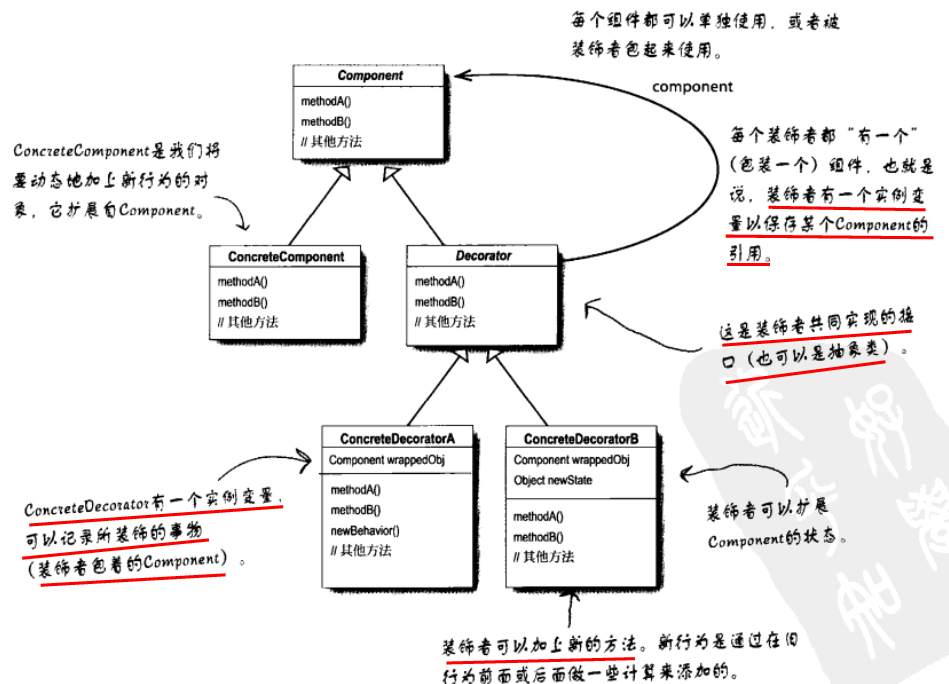 每个组件都可以单独使用，或者被
装饰者包起来使用。
Component
methodA()
methodB()
// 其他方法
component
ConcreteComponent是我们将
要动态地加上新行为的对
象，它扩展自Component。
每个装饰者都“有一个”
(包装一个）组件，也就是
说，装饰者有一个实例变
量以保存某个Component的
引用。
ConcreteComponent
methodA()
methodB()
// 其他方法
Decorator
methodA()
methodB()
// 其他方法
这是装饰者共同实现的接
口（也可以是抽象类）。
ConcreteDecoratorA
Component wrappedObj
methodA()
methodB()
newBehavior()
// 其他方法
ConcreteDecoratorB
Component wrappedObj
Object newState
methodA()
methodB()
// 其他方法
ConcreteDecorator有一个实例变量，
可以记录所装饰的事物
（装饰者包着的Component）。
装饰者可以扩展
Component的状态。
装饰者可以加上新的方法。新行为是通过在旧
行为前面或后面做一些计算来添加的。